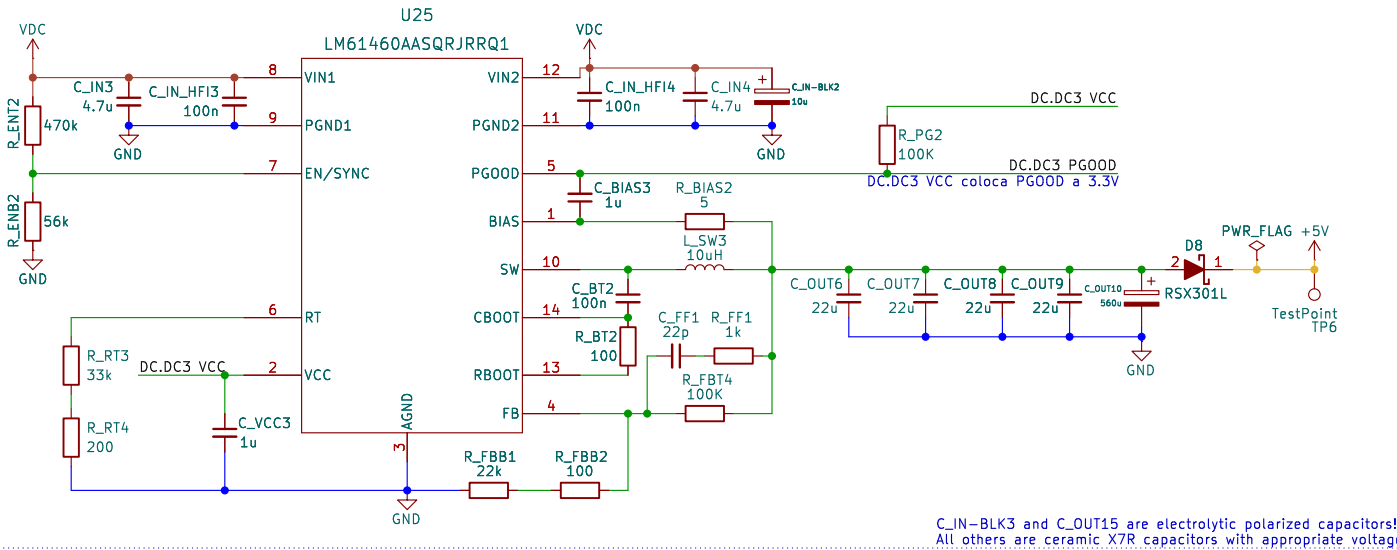 U25
LM61460AASQRJRRQ1
VDC
8
VIN1
C_IN3
4.7u
C_IN_HFI3
100n
R_ENT2
470k
9
PGND1
GND
7
EN/SYNC
R_ENB2
56k
GND
6
RT
R_RT3
33k
DC.DC3 VCC
2
VCC
R_RT4
200
C_VCC3
1u
AGND
3
GND
VDC
VIN2
12
C_IN_HFI4
100n
C_IN4
4.7u
+
C_IN-BLK2
10u
PGND2
11
GND
DC.DC3 VCC
R_PG2
100K
PGOOD
5
DC.DC3 PGOOD
DC.DC3 VCC coloca PGOOD a 3.3V
C_BIAS3
1u
R_BIAS2
5
BIAS
1
L_SW3
10uH
SW
10
C_BT2
100n
CBOOT
14
R_BT2
100
C_FF1
22p
R_FF1
1k
RBOOT
13
R_FBT4
100K
FB
4
R_FBB1
22k
R_FBB2
100
C_OUT6
22u
C_OUT7
22u
C_OUT8
22u
C_OUT9
22u
+
C_OUT10
560u
GND
D8
2
1
RSX301L
PWR_FLAG
+5V
TestPoint
TP6
C_IN-BLK3 and C_OUT15 are electrolytic polarized capacitors!
All others are ceramic X7R capacitors with appropriate voltag